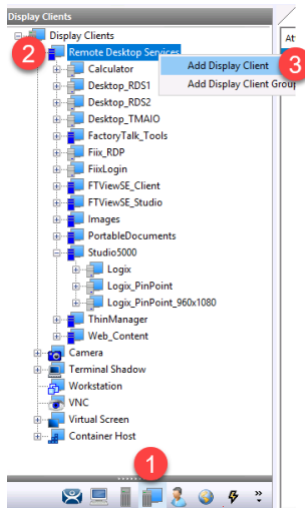 Display Clients
Display Clients
At
2
Remote Desktop Services
Add Display Client
3
Calculator
Add Display Client Group
Desktop_RDS1
Desktop_RDS2
Desktop_TMAIO
FactoryTalk_Tools
Fiix_RDP
FiixLogin
FTViewSE_Client
FTViewSE_Studio
Images
PortableDocuments
Studio5000
Logix
Logix_PinPoint
Logix_PinPoint_960x1080
ThinManager
Web_Content
Camera
Terminal Shadow
Workstation
VNC
Virtual Screen
Container Host
1